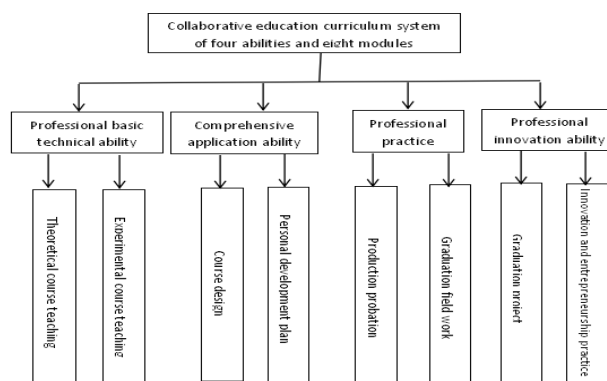 Collaborative education curriculum system
of four abilities and eight modules
Professional basic
technical ability
Comprehensive
application ability
Professional
practice
Professional
innovation ability
Theoretical course teaching
Experimental course teaching
Course design
Personal development plan
Production probation
Graduation field work
Graduation project
Innovation and entrepreneurship practice